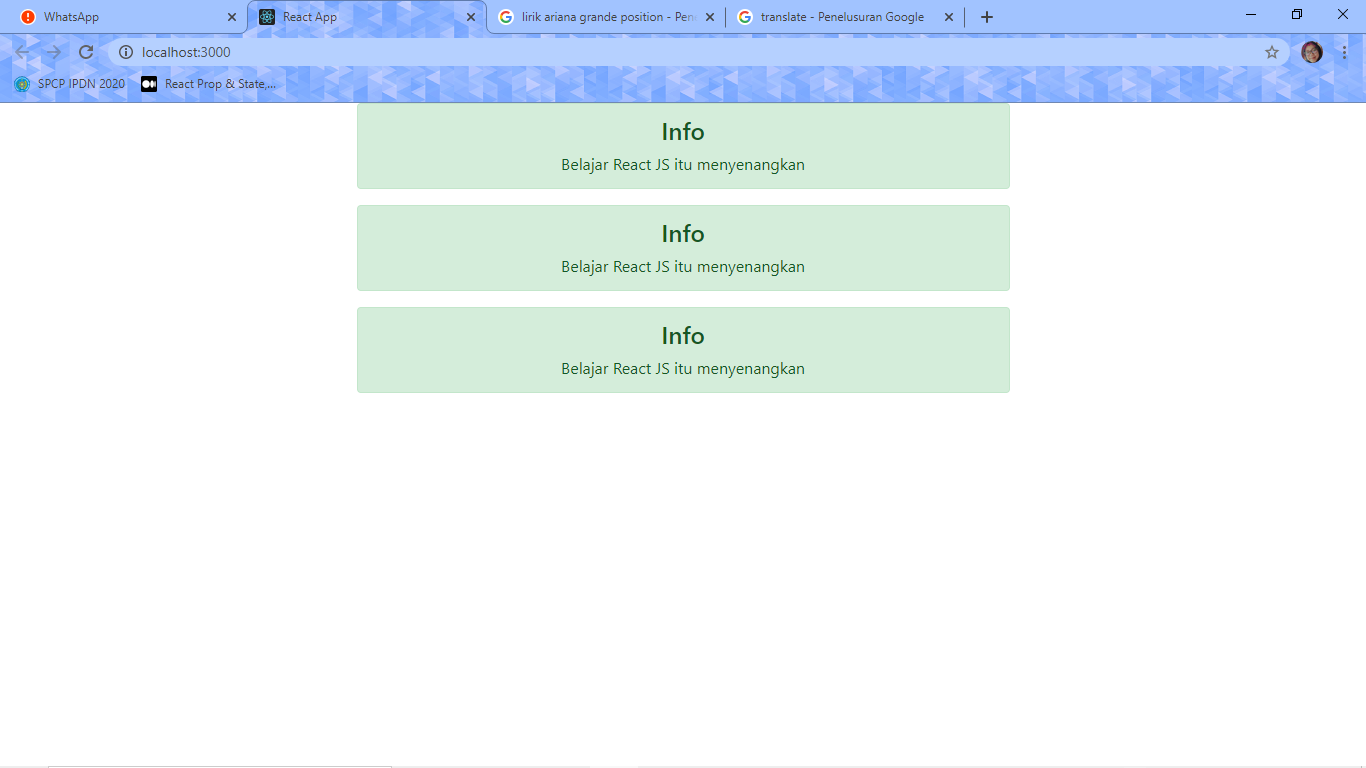 WhatsApp
React App
lirik ariana grande position - Pen
translate - Penelusuran Google
localhost:3000
SPCP IPDN 2020
React Prop & State,...
Info
Belajar React JS itu menyenangkan
Info
Belajar React JS itu menyenangkan
Info
Belajar React JS itu menyenangkan